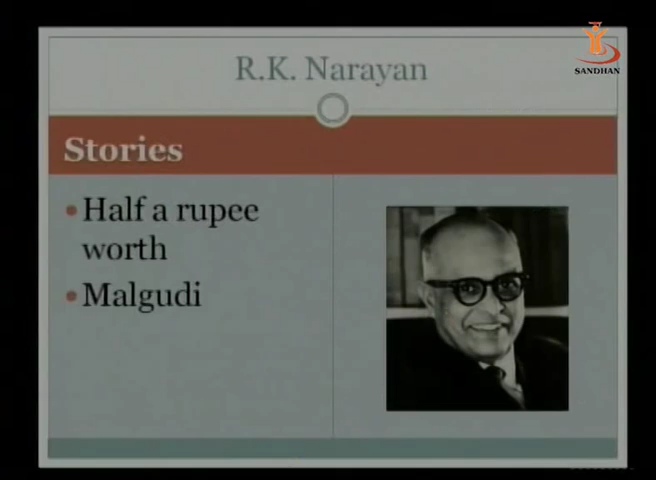 SANDHAN
R.K. Narayan
Stories
Half a rupee
worth
Malgudi